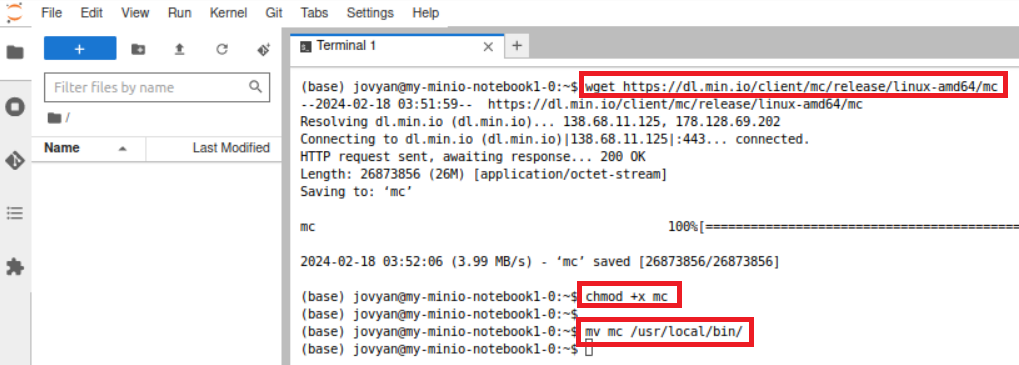 File Edit View Run Kernel Git Tabs Settings Help
+
Filter files by name
/
Name Last Modified
Terminal 1 × +
(base) jovyan@my-minio-notebook1-0:~$ wget https://dl.min.io/client/mc/release/linux-amd64/mc
--2024-02-18 03:51:59-- https://dl.min.io/client/mc/release/linux-amd64/mc
Resolving dl.min.io (dl.min.io)... 138.68.11.125, 178.128.69.202
Connecting to dl.min.io (dl.min.io)|138.68.11.125|:443... connected.
HTTP request sent, awaiting response... 200 OK
Length: 26873856 (26M) [application/octet-stream]
Saving to: ‘mc’
mc 100%[==========================================
2024-02-18 03:52:06 (3.99 MB/s) - ‘mc’ saved [26873856/26873856]
(base) jovyan@my-minio-notebook1-0:~$ chmod +x mc
(base) jovyan@my-minio-notebook1-0:~$
(base) jovyan@my-minio-notebook1-0:~$ mv mc /usr/local/bin/
(base) jovyan@my-minio-notebook1-0:~$